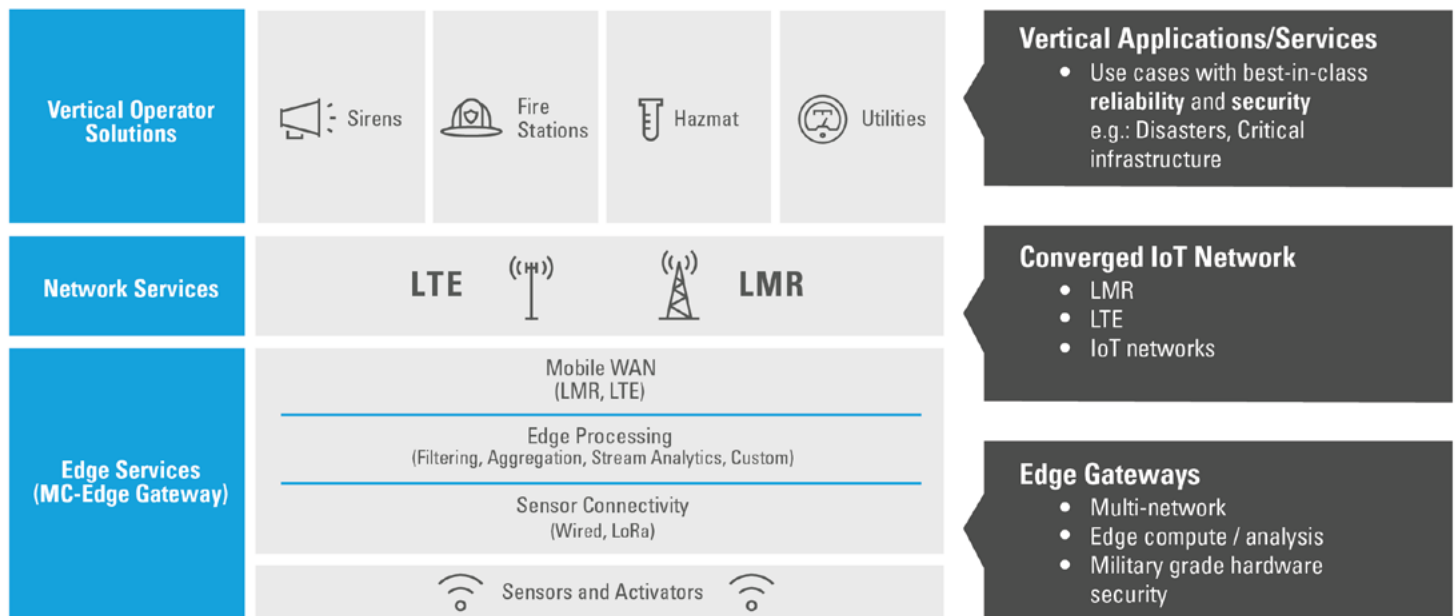 Vertical Operator
Solutions
Sirens
Fire
Stations
Hazmat
Utilities
Vertical Applications/Services
• Use cases with best-in-class
reliability and security
e.g.: Disasters, Critical
infrastructure
Network Services
LTE
LMR
Converged IoT Network
• LMR
• LTE
• IoT networks
Edge Services
(MC-Edge Gateway)
Mobile WAN
(LMR, LTE)
Edge Processing
(Filtering, Aggregation, Stream Analytics, Custom)
Sensor Connectivity
(Wired, LoRa)
Sensors and Activators
Edge Gateways
• Multi-network
• Edge compute / analysis
• Military grade hardware
security